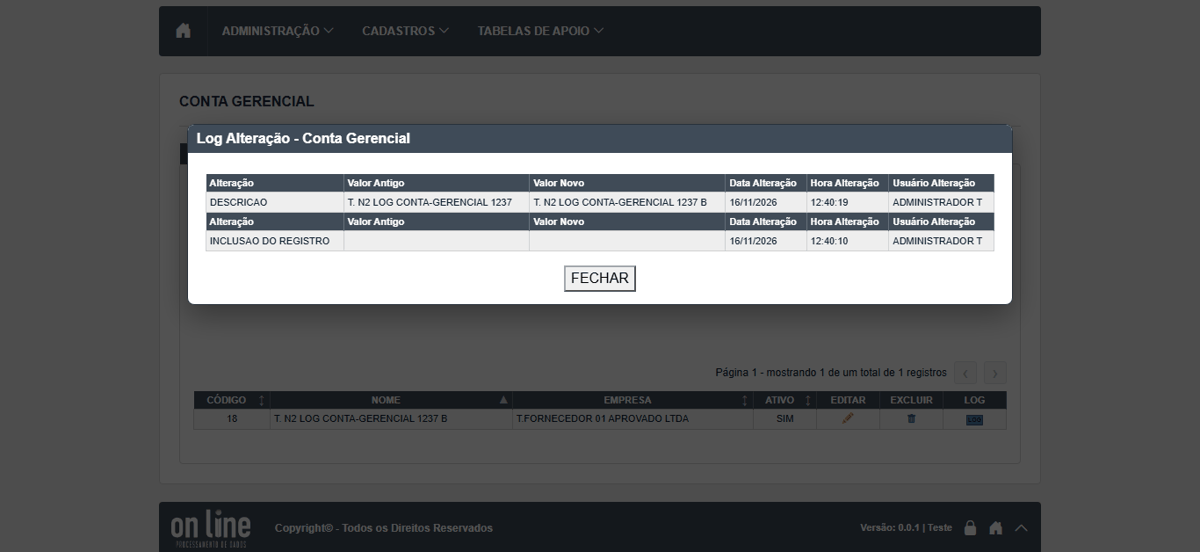 ADMINISTRAÇÃO CADASTROS TABELAS DE APOIO
CONTA GERENCIAL
Log Alteração - Conta Gerencial
Alteração Valor Antigo Valor Novo Data Alteração Hora Alteração Usuário Alteração
DESCRICAO T. N2 LOG CONTA-GERENCIAL 1237 T. N2 LOG CONTA-GERENCIAL 1237 B 16/11/2026 12:40:19 ADMINISTRADOR T
Alteração Valor Antigo Valor Novo Data Alteração Hora Alteração Usuário Alteração
INCLUSAO DO REGISTRO 16/11/2026 12:40:10 ADMINISTRADOR T
FECHAR
Página 1 - mostrando 1 de um total de 1 registros
CÓDIGO NOME EMPRESA ATIVO EDITAR EXCLUIR LOG
18 T. N2 LOG CONTA-GERENCIAL 1237 B T.FORNECEDOR 01 APROVADO LTDA SIM LOG
on line
PROCESSAMENTO DE DADOS
Copyright© - Todos os Direitos Reservados
Versão: 0.0.1 | Teste